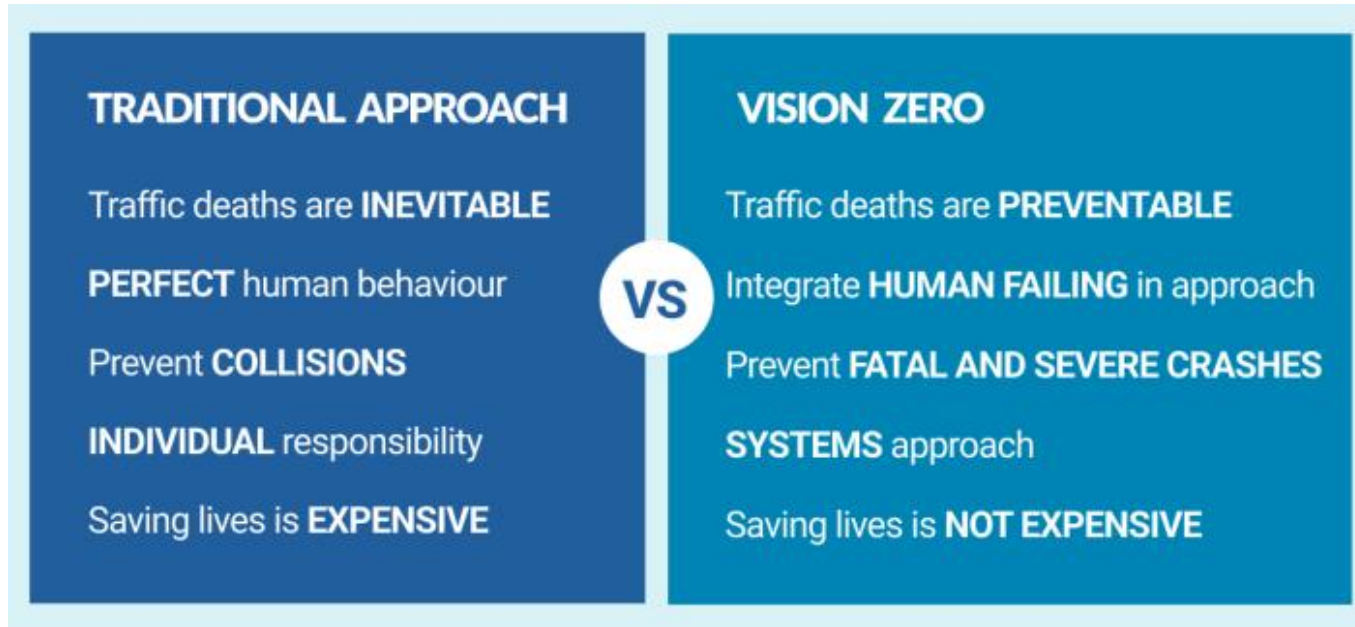 TRADITIONAL APPROACH
Traffic deaths are INEVITABLE
PERFECT human behaviour
Prevent COLLISIONS
INDIVIDUAL responsibility
Saving lives is EXPENSIVE
VS
VISION ZERO
Traffic deaths are PREVENTABLE
Integrate HUMAN FAILING in approach
Prevent FATAL AND SEVERE CRASHES
SYSTEMS approach
Saving lives is NOT EXPENSIVE